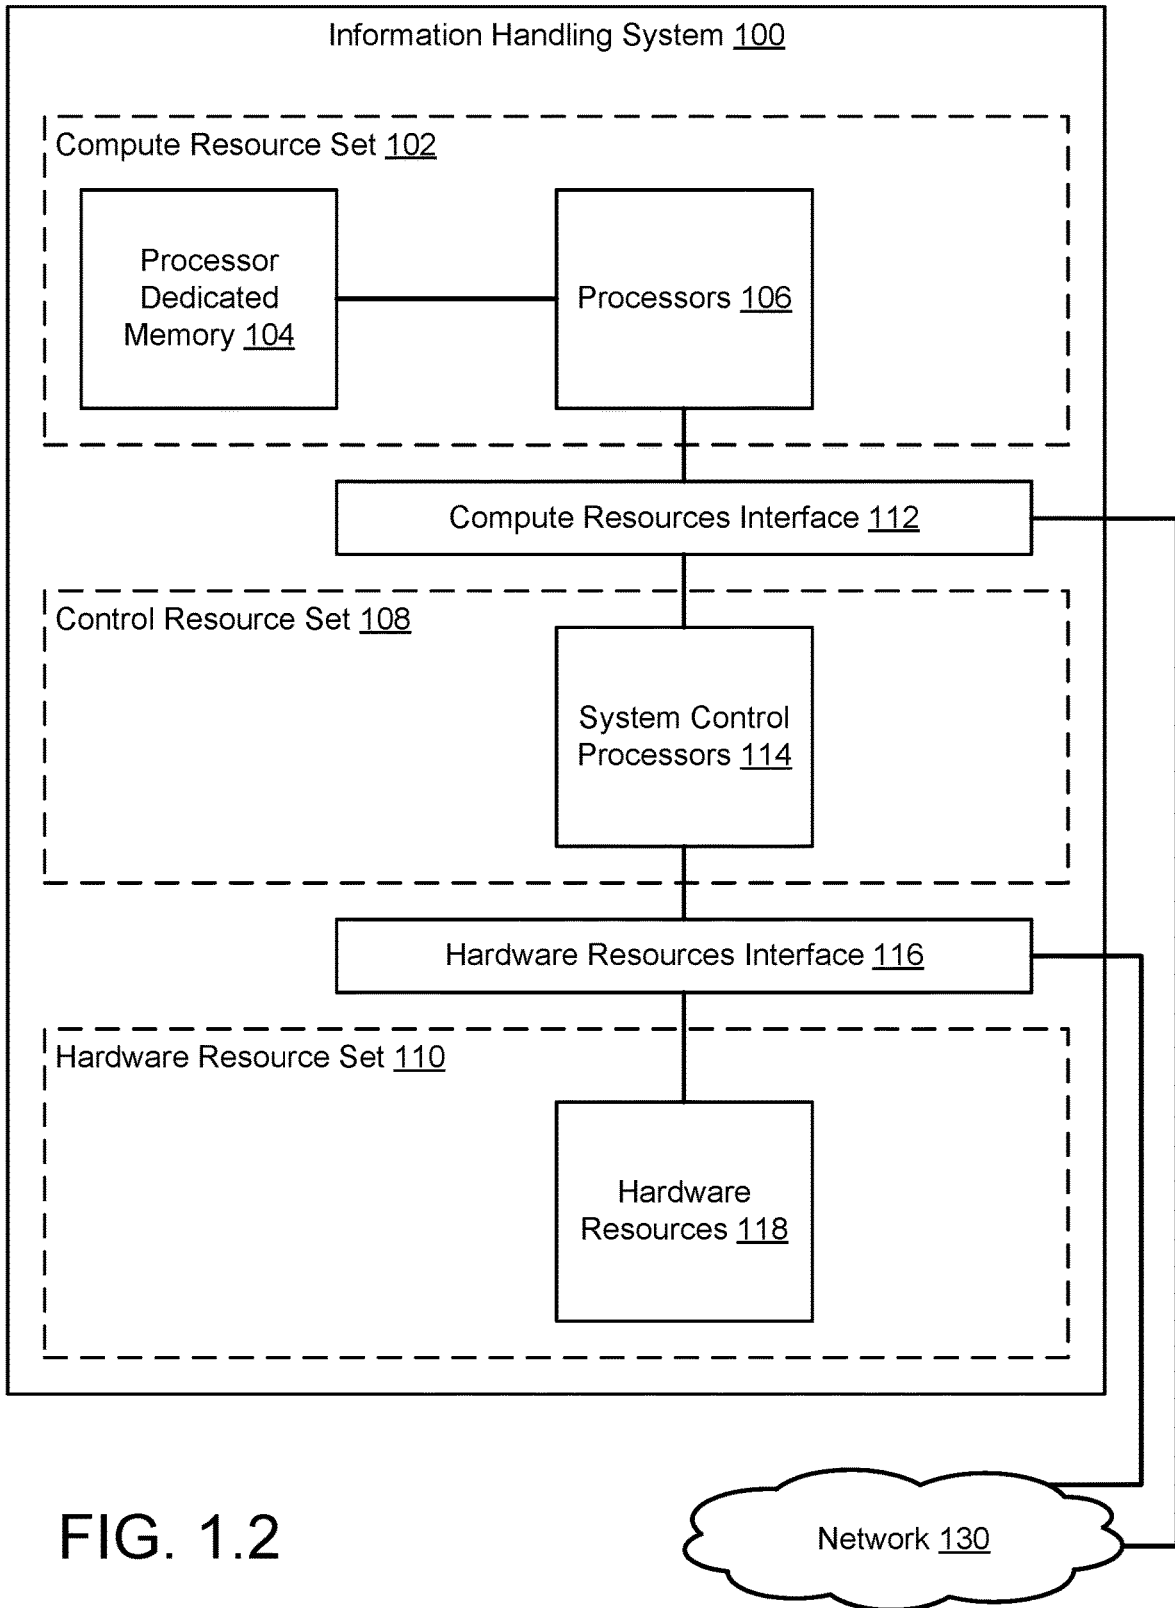 Information Handling System 100
Compute Resource Set 102
Processor
Dedicated
Memory 104
Processors 106
Compute Resources Interface 112
Control Resource Set 108
System Control
Processors 114
Hardware Resources Interface 116
Hardware Resource Set 110
Hardware
Resources 118
FIG. 1.2
Network 130